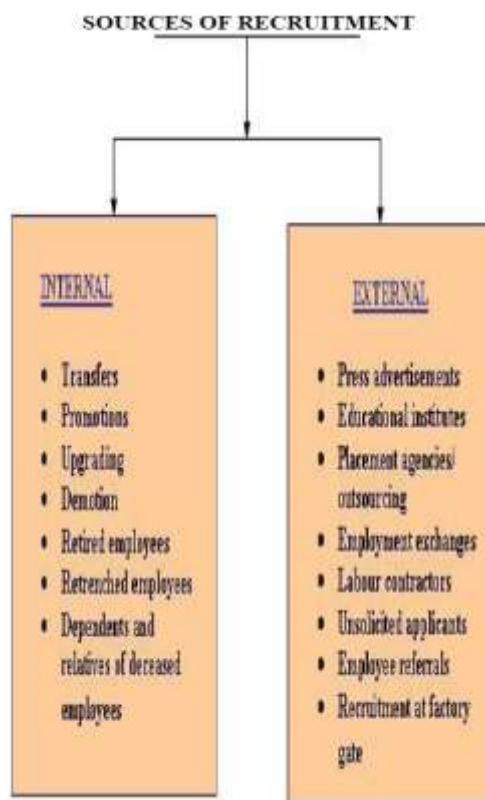 SOURCES OF RECRUITMENT
INTERNAL
• Transfers
• Promotions
• Upgrading
• Demotion
• Retired employees
• Retrenched employees
• Dependents and
relatives of deceased
employees
EXTERNAL
• Press advertisements
• Educational institutes
• Placement agencies/
outsourcing
• Employment exchanges
• Labour contractors
• Unsolicited applicants
• Employee referrals
• Recruitment at factory
gate